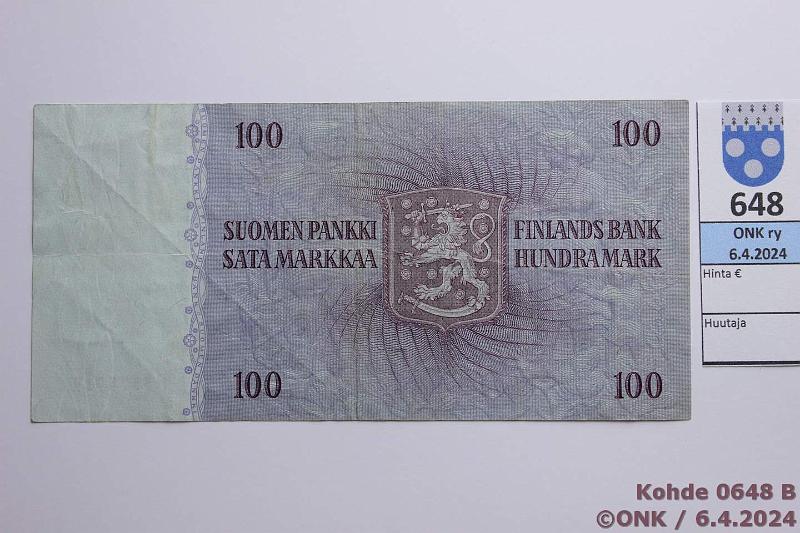 100
100
SUOMEN PANKKI
SATA MARKKAA
FINLANDS BANK
HUNDRA MARK
100
100
648
ONK ry
6.4.2024
Hinta €
Huutaja
Kohde 0648 B
©ONK / 6.4.2024